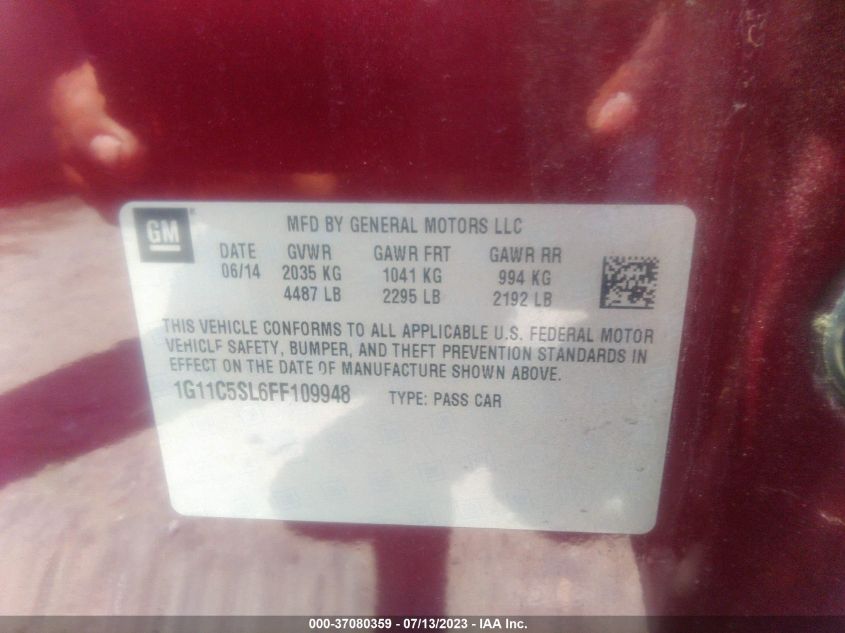 GM ® MFD BY GENERAL MOTORS LLC
DATE GVWR GAWR FRT GAWR RR
06/14 2035 KG 1041 KG 994 KG
4487 LB 2295 LB 2192 LB
THIS VEHICLE CONFORMS TO ALL APPLICABLE U.S. FEDERAL MOTOR
VEHICLE SAFETY, BUMPER, AND THEFT PREVENTION STANDARDS IN
EFFECT ON THE DATE OF MANUFACTURE SHOWN ABOVE.
1G11C5SL6FF109948 TYPE: PASS CAR
000-37080359 - 07/13/2023 - IAA Inc.